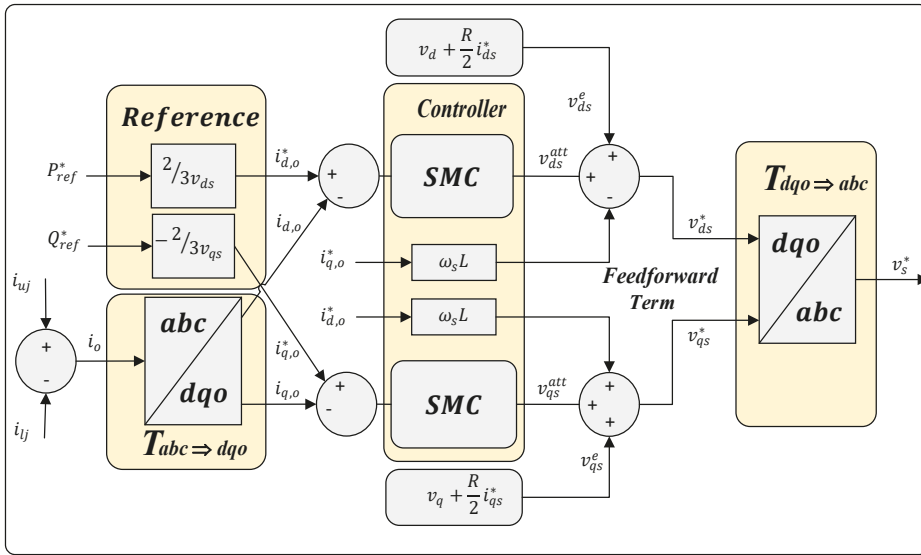 v_d + R/2 i*_ds
Reference
Controller
v^e_ds
P*_ref
2/3v_ds
i*_d,o
SMC
v^att_ds
+
-
+
+
-
T_dqo⇒abc
Q*_ref
-2/3v_qs
i_d,o
v*_ds
dqo
abc
v*_s
i*_q,o
ω_sL
Feedforward
Term
i_uj
i*_d,o
ω_sL
abc
dqo
i*_q,o
v*_qs
+
-
i_o
i_q,o
+
-
SMC
v^att_qs
+
+
+
i_lj
T_abc⇒dqo
v^e_qs
v_q + R/2 i*_qs